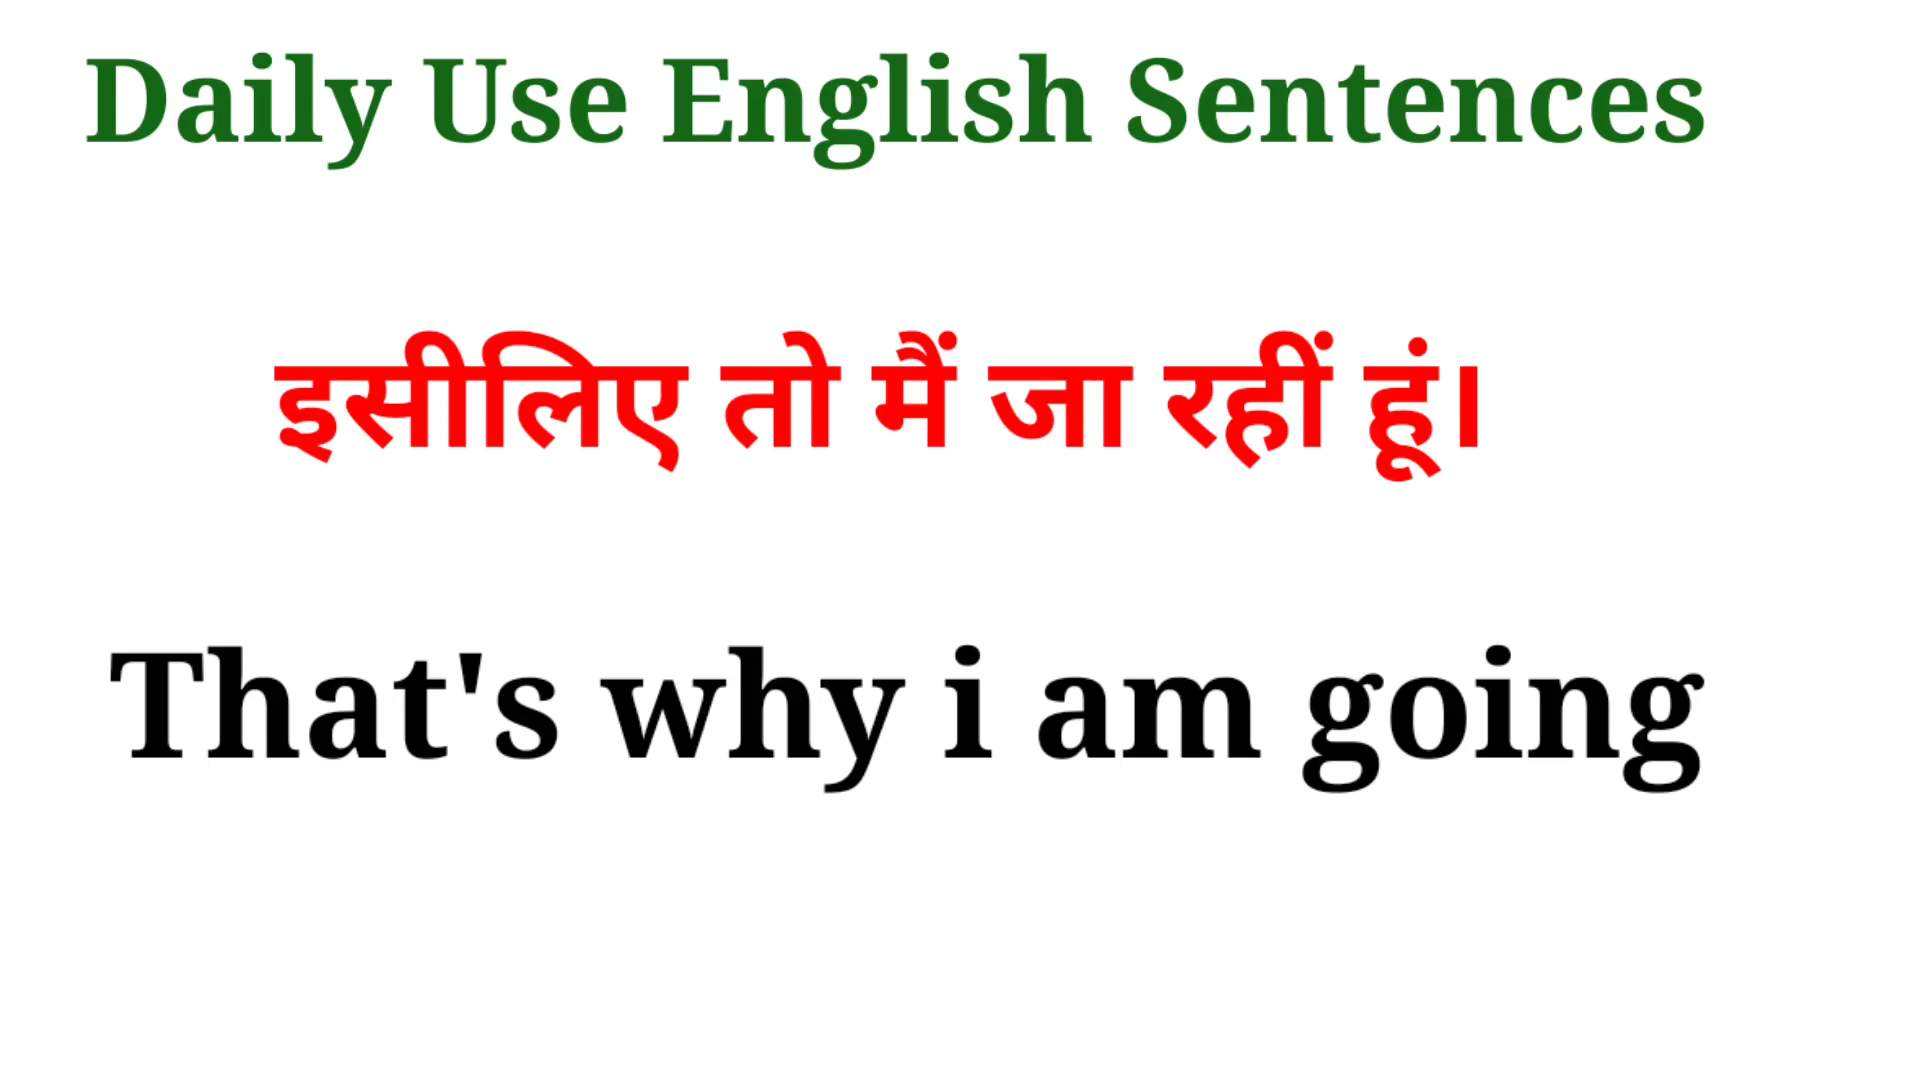 Daily Use English Sentences
इसीलिए तो मैं जा रहीं हूं।
That's why i am going